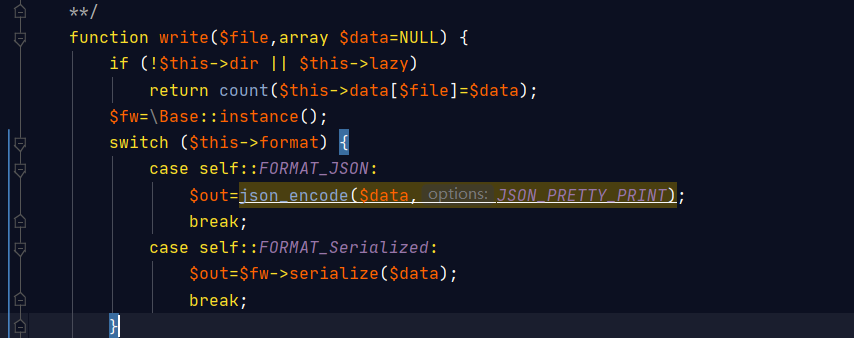 **/
function write($file,array $data=NULL) {
if (!$this->dir || $this->lazy)
return count($this->data[$file]=$data);
$fw=\Base::instance();
switch ($this->format) {
case self::FORMAT_JSON:
$out=json_encode($data, options: JSON_PRETTY_PRINT);
break;
case self::FORMAT_Serialized:
$out=$fw->serialize($data);
break;
}